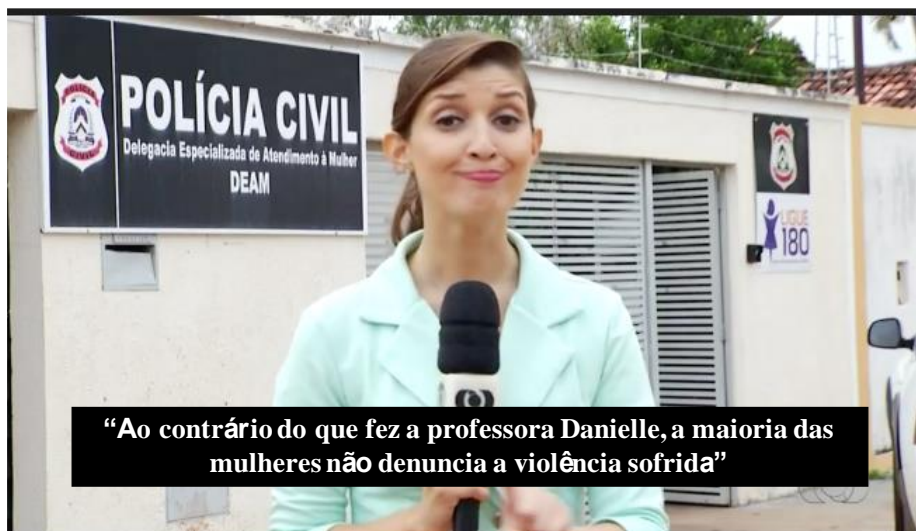 POLÍCIA CIVIL
Delegacia Especializada de Atendimento à Mulher
DEAM
LIGUE
180
“Ao contrário do que fez a professora Danielle, a maioria das
mulheres não denuncia a violência sofrida”